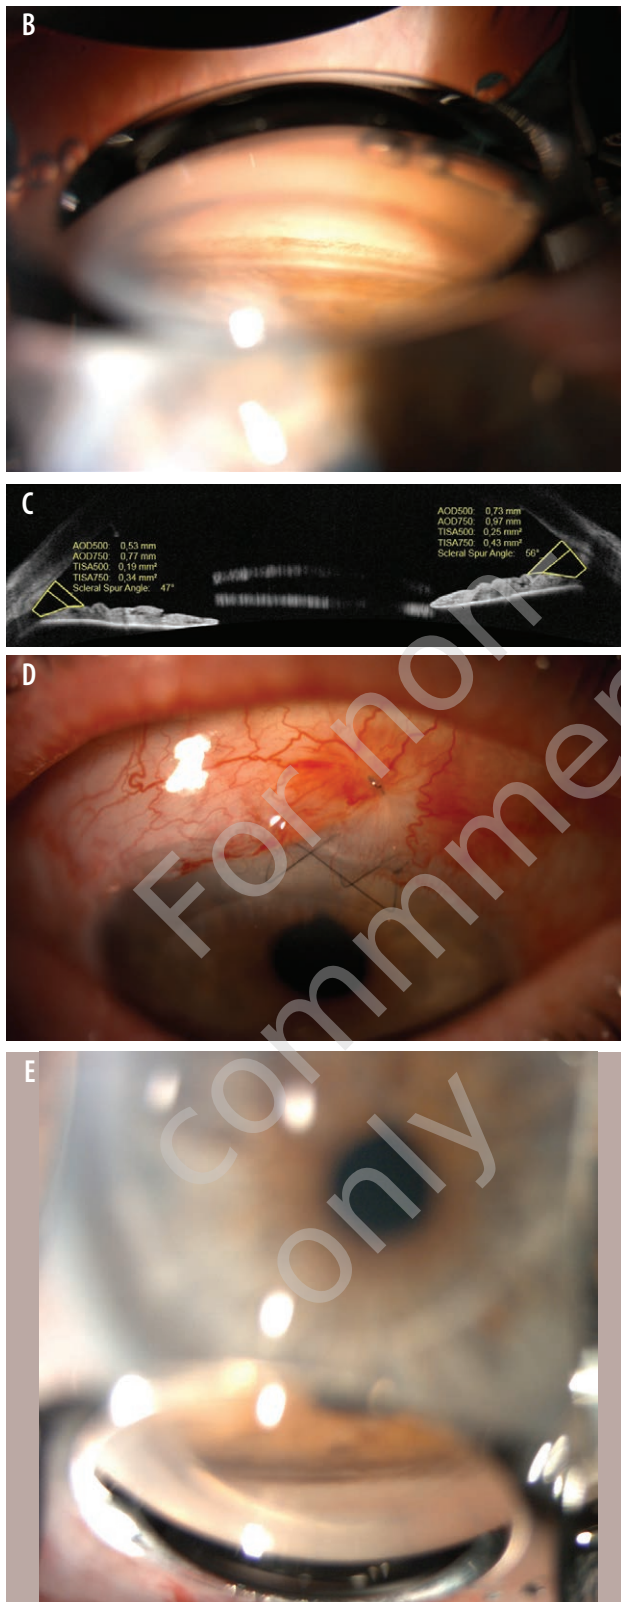 B
C
AOD500: 0,53 mm
AOD750: 0,77 mm
TISA500: 0,19 mm²
TISA750: 0,34 mm²
Scleral Spur Angle: 47°
AOD500: 0,73 mm
AOD750: 0,97 mm
TISA500: 0,25 mm²
TISA750: 0,43 mm²
Scleral Spur Angle: 56°
D
E
For non
commmer
only